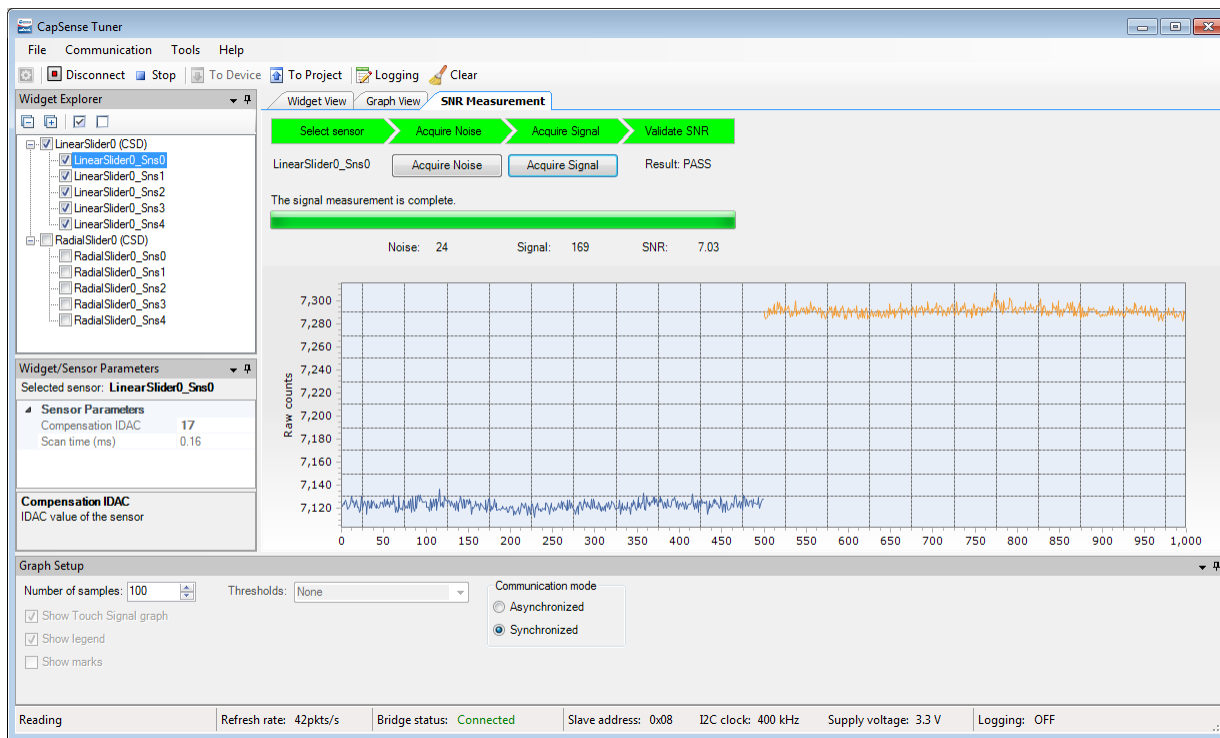 CapSense Tuner
File Communication Tools Help
Disconnect Stop To Device To Project Logging Clear
Widget Explorer
LinearSlider0 (CSD)
LinearSlider0_Sns0
LinearSlider0_Sns1
LinearSlider0_Sns2
LinearSlider0_Sns3
LinearSlider0_Sns4
RadialSlider0 (CSD)
RadialSlider0_Sns0
RadialSlider0_Sns1
RadialSlider0_Sns2
RadialSlider0_Sns3
RadialSlider0_Sns4
Widget/Sensor Parameters
Selected sensor: LinearSlider0_Sns0
Sensor Parameters
Compensation IDAC 17
Scan time (ms) 0.16
Compensation IDAC
IDAC value of the sensor
Widget View Graph View SNR Measurement
Select sensor Acquire Noise Acquire Signal Validate SNR
LinearSlider0_Sns0 Acquire Noise Acquire Signal Result: PASS
The signal measurement is complete.
Noise: 24 Signal: 169 SNR: 7.03
Raw counts
7,300
7,280
7,260
7,240
7,220
7,200
7,180
7,160
7,140
7,120
0 50 100 150 200 250 300 350 400 450 500 550 600 650 700 750 800 850 900 950 1,000
Graph Setup
Number of samples: 100 Thresholds: None
Show Touch Signal graph
Show legend
Show marks
Communication mode
Asynchronized
Synchronized
Reading Refresh rate: 42pkts/s Bridge status: Connected Slave address: 0x08 I2C clock: 400 kHz Supply voltage: 3.3 V Logging: OFF